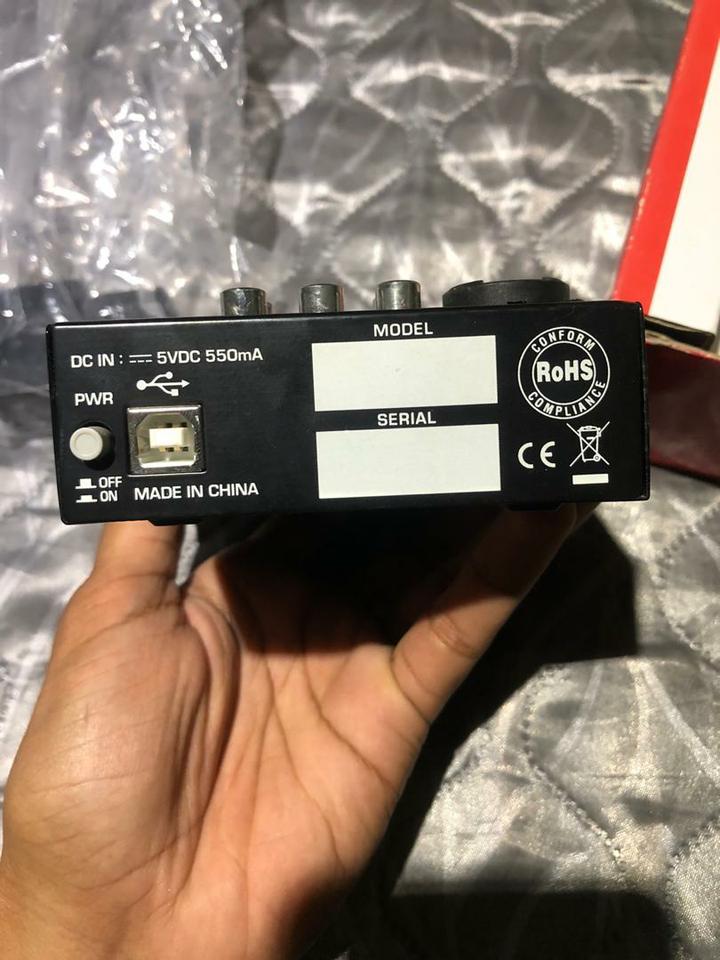 DC IN : ⎓ 5VDC 550mA
PWR
OFF
ON
MADE IN CHINA
MODEL
SERIAL
CONFORM
RoHS
COMPLIANCE
CE